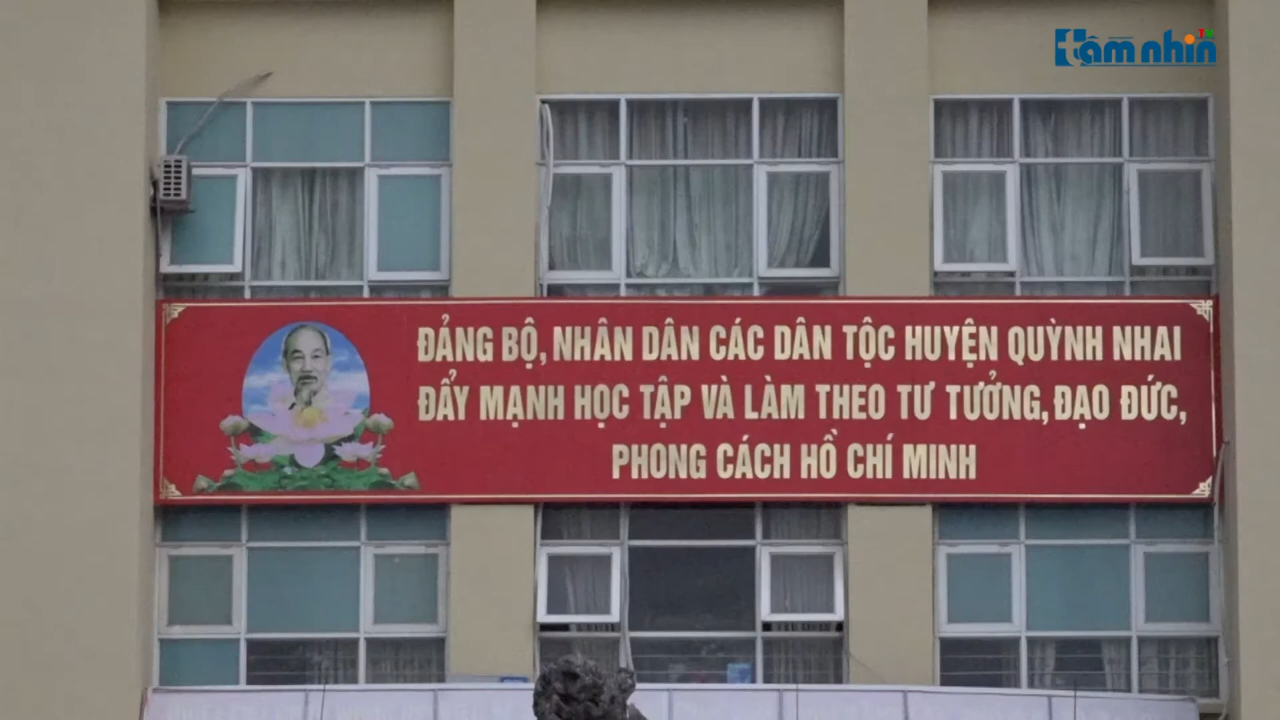 tầm nhìn
TV
ĐẢNG BỘ, NHÂN DÂN CÁC DÂN TỘC HUYỆN QUỲNH NHAI
ĐẨY MẠNH HỌC TẬP VÀ LÀM THEO TƯ TƯỞNG, ĐẠO ĐỨC,
PHONG CÁCH HỒ CHÍ MINH